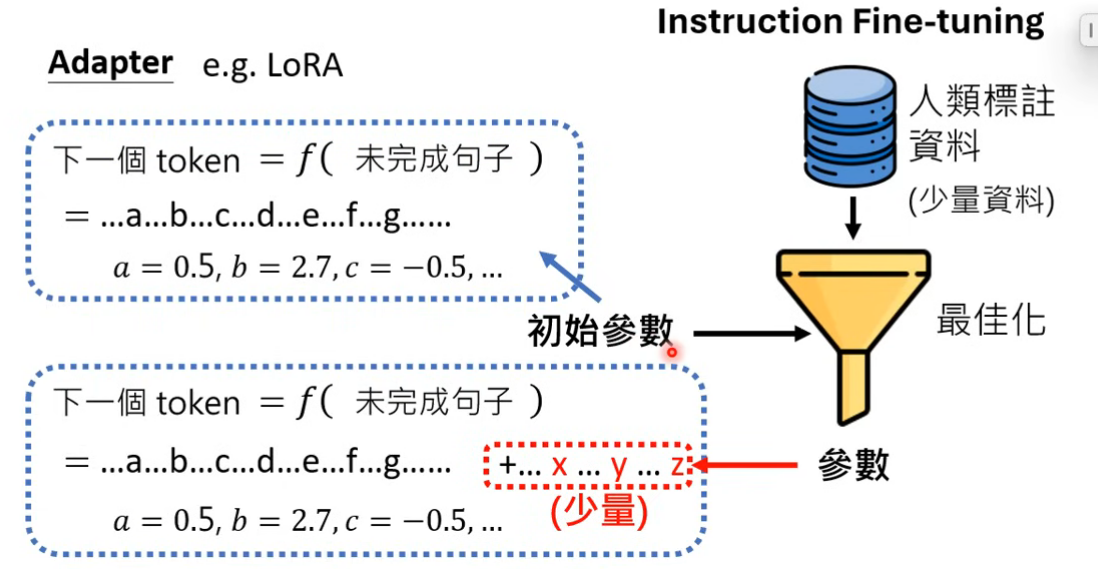 Instruction Fine-tuning
Adapter e.g. LoRA
人類標註
資料
(少量資料)
下一個 token = f( 未完成句子 )
= ...a...b...c...d...e...f...g......
a = 0.5, b = 2.7, c = −0.5, ...
初始參數
最佳化
下一個 token = f( 未完成句子 )
= ...a...b...c...d...e...f...g...... +... x ... y ... z
(少量)
參數
a = 0.5, b = 2.7, c = −0.5, ...